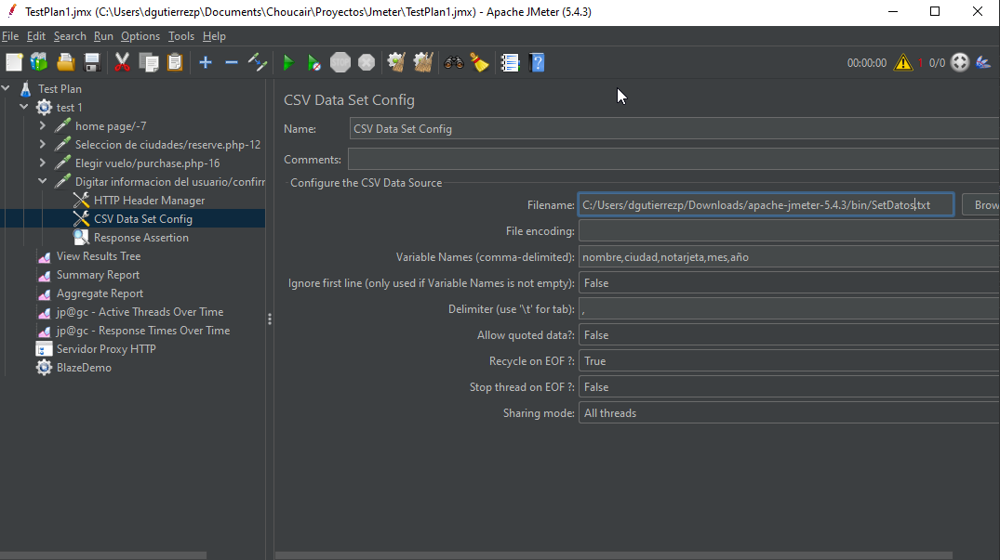 TestPlan1.jmx (C:\Users\dgutierrezp\Documents\Choucair\Proyectos\Jmeter\TestPlan1.jmx) - Apache JMeter (5.4.3)
File Edit Search Run Options Tools Help
00:00:00 1 0/0
Test Plan
test 1
home page/-7
Seleccion de ciudades/reserve.php-12
Elegir vuelo/purchase.php-16
Digitar informacion del usuario/confirr
HTTP Header Manager
CSV Data Set Config
Response Assertion
View Results Tree
Summary Report
Aggregate Report
jp@gc - Active Threads Over Time
jp@gc - Response Times Over Time
Servidor Proxy HTTP
BlazeDemo
CSV Data Set Config
Name: CSV Data Set Config
Comments:
Configure the CSV Data Source
Filename: C:/Users/dgutierrezp/Downloads/apache-jmeter-5.4.3/bin/SetDatos.txt Brow
File encoding:
Variable Names (comma-delimited): nombre,ciudad,notarjeta,mes,año
Ignore first line (only used if Variable Names is not empty): False
Delimiter (use '\t' for tab): ,
Allow quoted data?: False
Recycle on EOF ?: True
Stop thread on EOF ?: False
Sharing mode: All threads